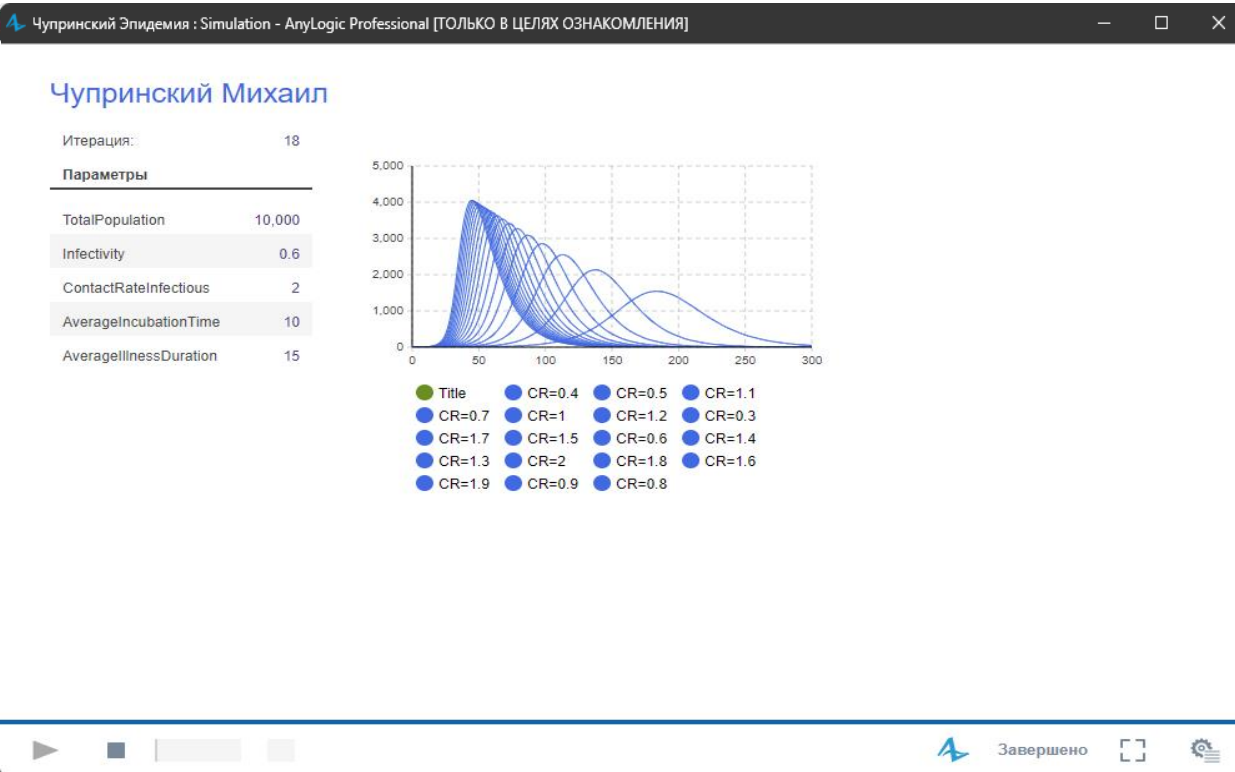 Чупринский Эпидемия : Simulation - AnyLogic Professional [ТОЛЬКО В ЦЕЛЯХ ОЗНАКОМЛЕНИЯ]
Чупринский Михаил
Итерация: 18
Параметры
TotalPopulation 10,000
Infectivity 0.6
ContactRateInfectious 2
AverageIncubationTime 10
AverageIllnessDuration 15
5,000
4,000
3,000
2,000
1,000
0
0 50 100 150 200 250 300
Title CR=0.4 CR=0.5 CR=1.1
CR=0.7 CR=1 CR=1.2 CR=0.3
CR=1.7 CR=1.5 CR=0.6 CR=1.4
CR=1.3 CR=2 CR=1.8 CR=1.6
CR=1.9 CR=0.9 CR=0.8
Завершено